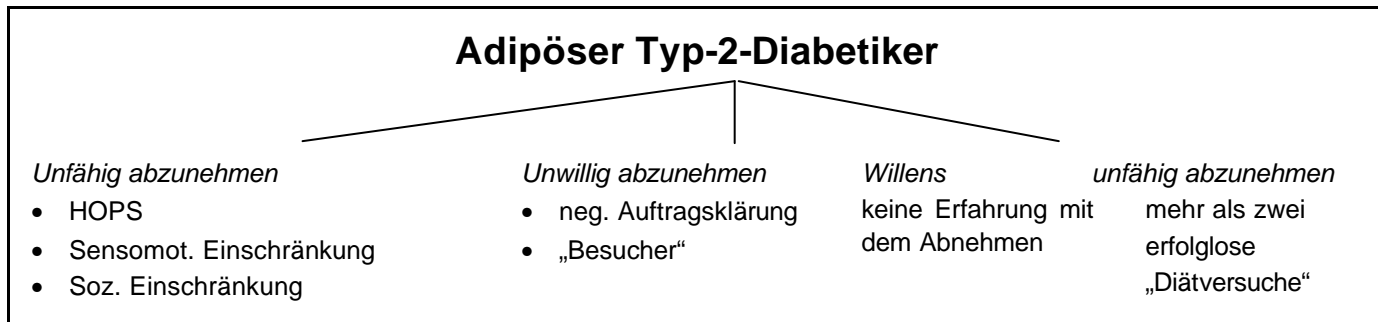 Adipöser Typ-2-Diabetiker
Unfähig abzunehmen
• HOPS
• Sensomot. Einschränkung
• Soz. Einschränkung
Unwillig abzunehmen
• neg. Auftragsklärung
• „Besucher“
Willens
keine Erfahrung mit
dem Abnehmen
unfähig abzunehmen
mehr als zwei
erfolglose
„Diätversuche“